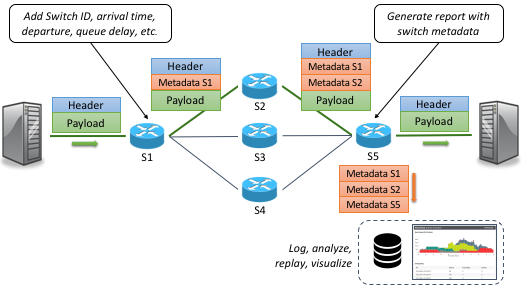 Add Switch ID, arrival time,
departure, queue delay, etc.
Generate report with
switch metadata
Header
Payload
Header
Metadata S1
Payload
Header
Metadata S1
Metadata S2
Payload
Header
Payload
S1
S2
S3
S4
S5
Metadata S1
Metadata S2
Metadata S5
Log, analyze,
replay, visualize